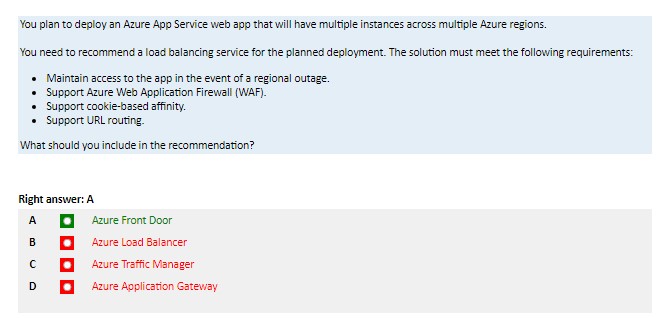 You plan to deploy an Azure App Service web app that will have multiple instances across multiple Azure regions.
You need to recommend a load balancing service for the planned deployment. The solution must meet the following requirements:
• Maintain access to the app in the event of a regional outage.
• Support Azure Web Application Firewall (WAF).
• Support cookie-based affinity.
• Support URL routing.
What should you include in the recommendation?
Right answer: A
A Azure Front Door
B Azure Load Balancer
C Azure Traffic Manager
D Azure Application Gateway